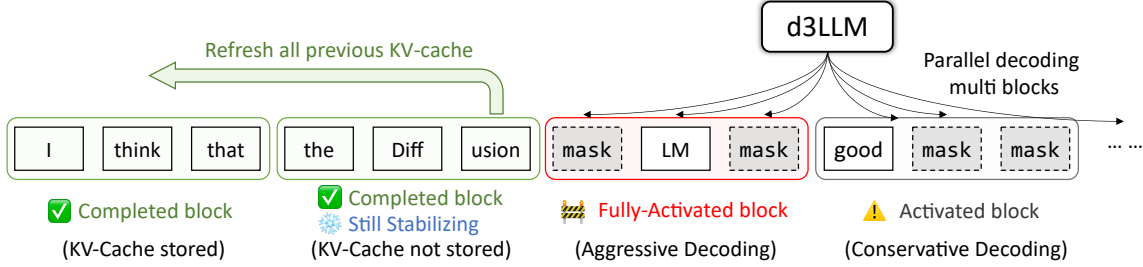 d3LLM
Refresh all previous KV-cache
Parallel decoding
multi blocks
I think that the Diff usion mask LM mask good mask mask ... ...
Completed block
Completed block
Still Stabilizing
Fully-Activated block
Activated block
(KV-Cache stored)
(KV-Cache not stored)
(Aggressive Decoding)
(Conservative Decoding)